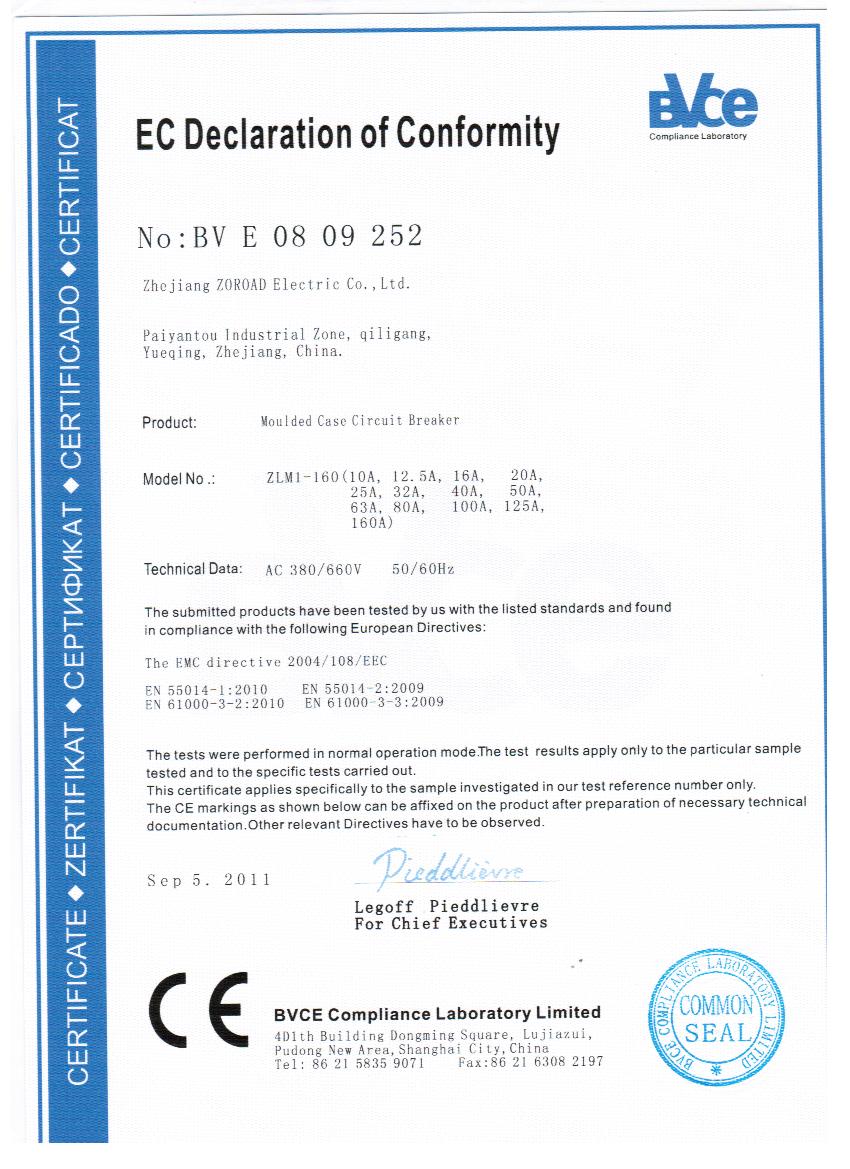 CERTIFICATE ◆ ZERTIFIKAT ◆ СЕРТИФИКАТ ◆ CERTIFICADO ◆ CERTIFICAT
BVce
Compliance Laboratory
EC Declaration of Conformity
No:BV E 08 09 252
Zhejiang ZOROAD Electric Co.,Ltd.
Paiyantou Industrial Zone, qiligang,
Yueqing, Zhejiang, China.
Product: Moulded Case Circuit Breaker
Model No .: ZLM1-160(10A, 12.5A, 16A, 20A,
25A, 32A, 40A, 50A,
63A, 80A, 100A, 125A,
160A)
Technical Data: AC 380/660V 50/60Hz
The submitted products have been tested by us with the listed standards and found
in compliance with the following European Directives:
The EMC directive 2004/108/EEC
EN 55014-1:2010 EN 55014-2:2009
EN 61000-3-2:2010 EN 61000-3-3:2009
The tests were performed in normal operation mode.The test results apply only to the particular sample
tested and to the specific tests carried out.
This certificate applies specifically to the sample investigated in our test reference number only.
The CE markings as shown below can be affixed on the product after preparation of necessary technical
documentation.Other relevant Directives have to be observed.
Sep 5. 2011
Pieddlièvre
Legoff Pieddlievre
For Chief Executives
CE
BVCE Compliance Laboratory Limited
4D1th Building Dongming Square, Lujiazui,
Pudong New Area,Shanghai City,China
Tel: 86 21 5835 9071 Fax:86 21 6308 2197
BVCE COMPLIANCE LABORATORY LIMITED
COMMON
SEAL